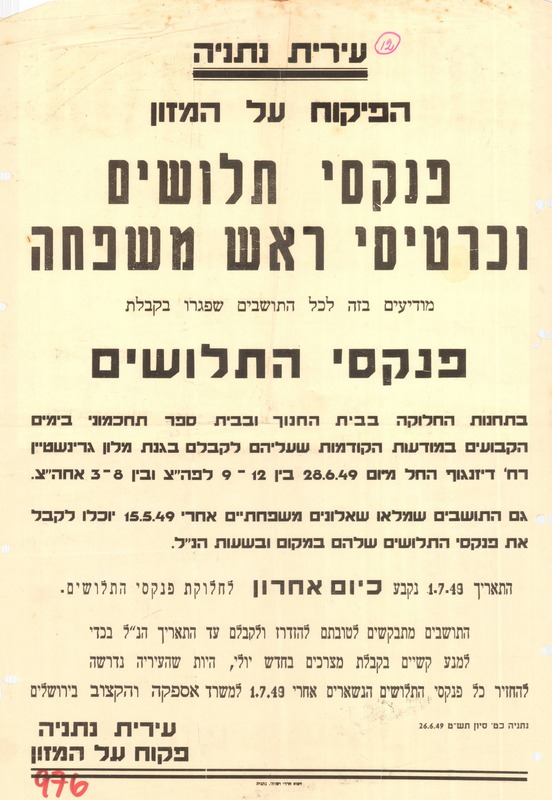 עירית נתניה
12
הפיקוח על המזון
פנקסי תלושים
וכרטיסי ראש משפחה
מודיעים בזה לכל התושבים שפגרו בקבלת
פנקסי התלושים
בתחנות החלוקה בבית החנוך ובבית ספר תחכמוני בימים
הקבועים במודעות הקודמות שעליהם לקבלם בגנת מלון גרינשטיין
רח' דיזנגוף החל מיום 28.6.49 בין 12 - 9 לפה"צ ובין 8 - 3 אחה"צ.
גם התושבים שמלאו שאלונים משפחתיים אחרי 15.5.49 יוכלו לקבל
את פנקסי התלושים שלהם במקום ובשעות הנ"ל.
התאריך 1.7.49 נקבע כיום אחרון לחלוקת פנקסי התלושים.
התושבים מתבקשים לטובתם להזדרז ולקבלם עד התאריך הנ"ל בכדי
למנע קשיים בקבלת מצרכים בחדש יולי, היות שהעיריה נדרשה
להחזיר כל פנקסי התלושים הנשארים אחרי 1.7.49 למשרד אספקה והקצוב בירושלים
נתניה כט' סיון תש"ט 26.6.49
עירית נתניה
פקוח על המזון
976